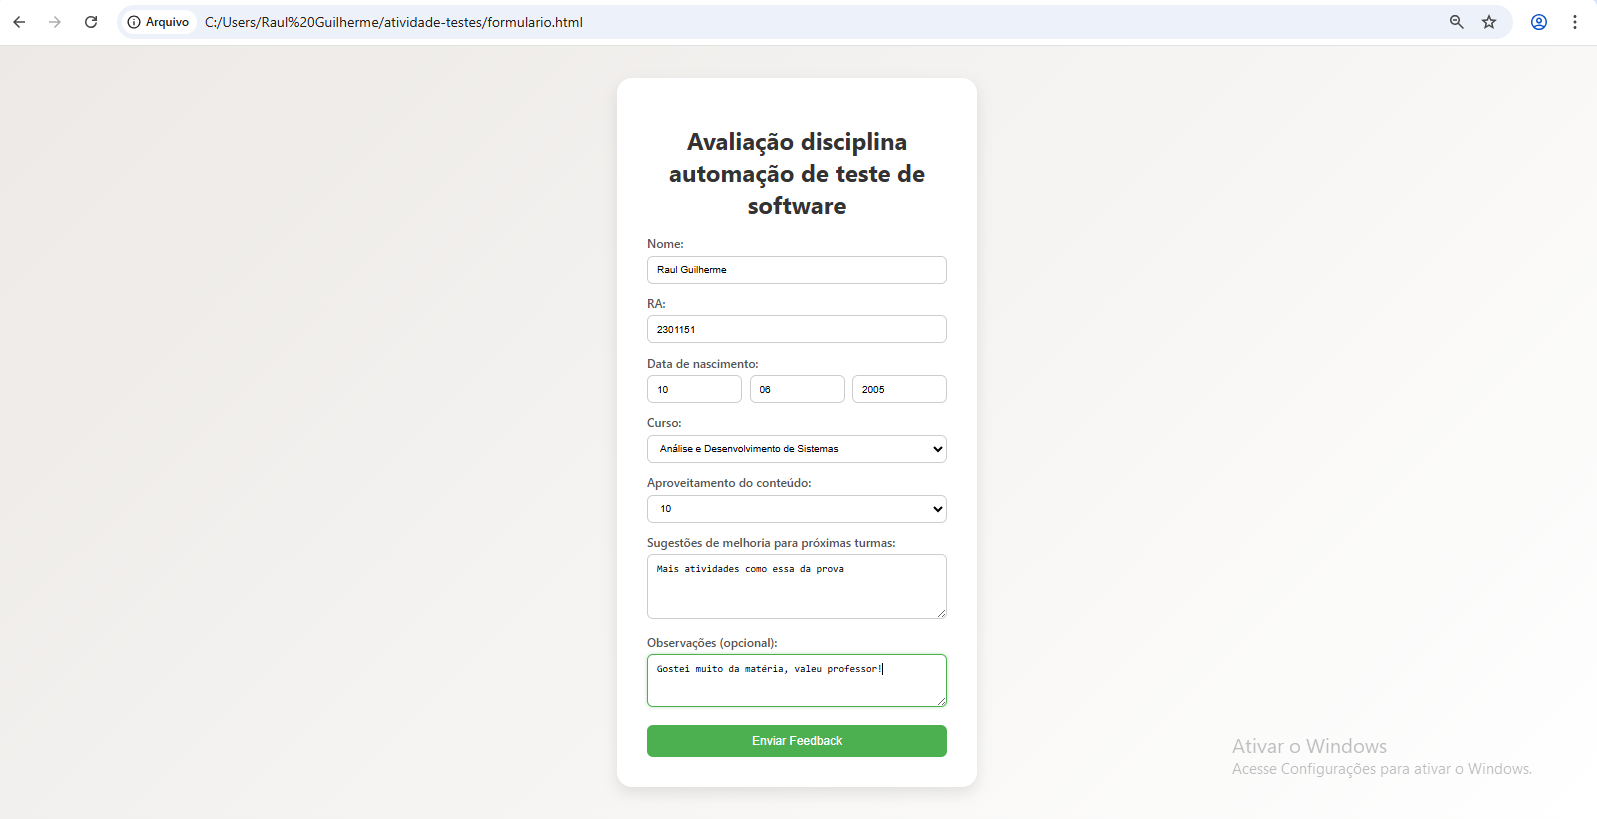 Arquivo C:/Users/Raul%20Guilherme/atividade-testes/formulario.html
Avaliação disciplina
automação de teste de
software
Nome:
Raul Guilherme
RA:
2301151
Data de nascimento:
10 06 2005
Curso:
Análise e Desenvolvimento de Sistemas
Aproveitamento do conteúdo:
10
Sugestões de melhoria para próximas turmas:
Mais atividades como essa da prova
Observações (opcional):
Gostei muito da matéria, valeu professor!
Enviar Feedback
Ativar o Windows
Acesse Configurações para ativar o Windows.